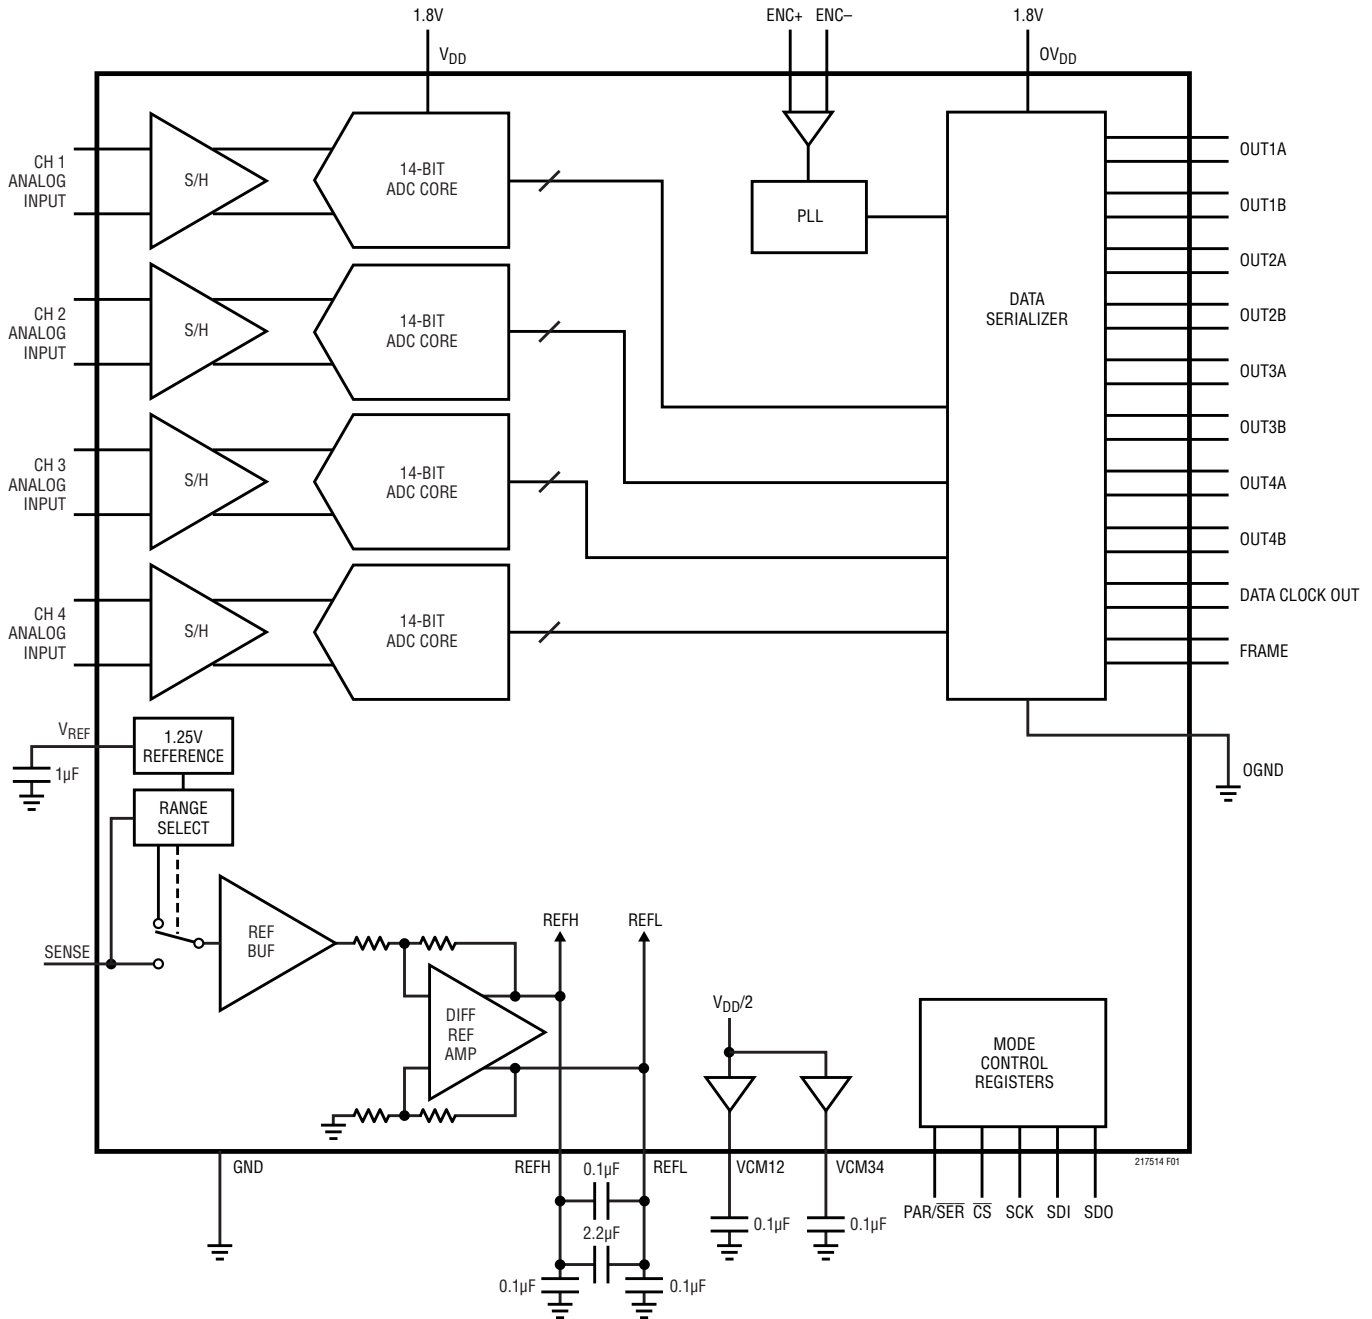 1.8V
ENC+ ENC–
1.8V
VDD
OVDD
CH 1
ANALOG
INPUT
S/H
14-BIT
ADC CORE
PLL
OUT1A
OUT1B
CH 2
ANALOG
INPUT
S/H
14-BIT
ADC CORE
DATA
SERIALIZER
OUT2A
OUT2B
OUT3A
OUT3B
CH 3
ANALOG
INPUT
S/H
14-BIT
ADC CORE
OUT4A
OUT4B
CH 4
ANALOG
INPUT
S/H
14-BIT
ADC CORE
DATA CLOCK OUT
FRAME
VREF
1µF
1.25V
REFERENCE
OGND
RANGE
SELECT
SENSE
REF
BUF
REFH
REFL
DIFF
REF
AMP
VDD/2
MODE
CONTROL
REGISTERS
217514 F01
GND
REFH
0.1µF
REFL
VCM12
VCM34
PAR/S̅E̅R̅
C̅S̅
SCK
SDI
SDO
2.2µF
0.1µF
0.1µF
0.1µF
0.1µF